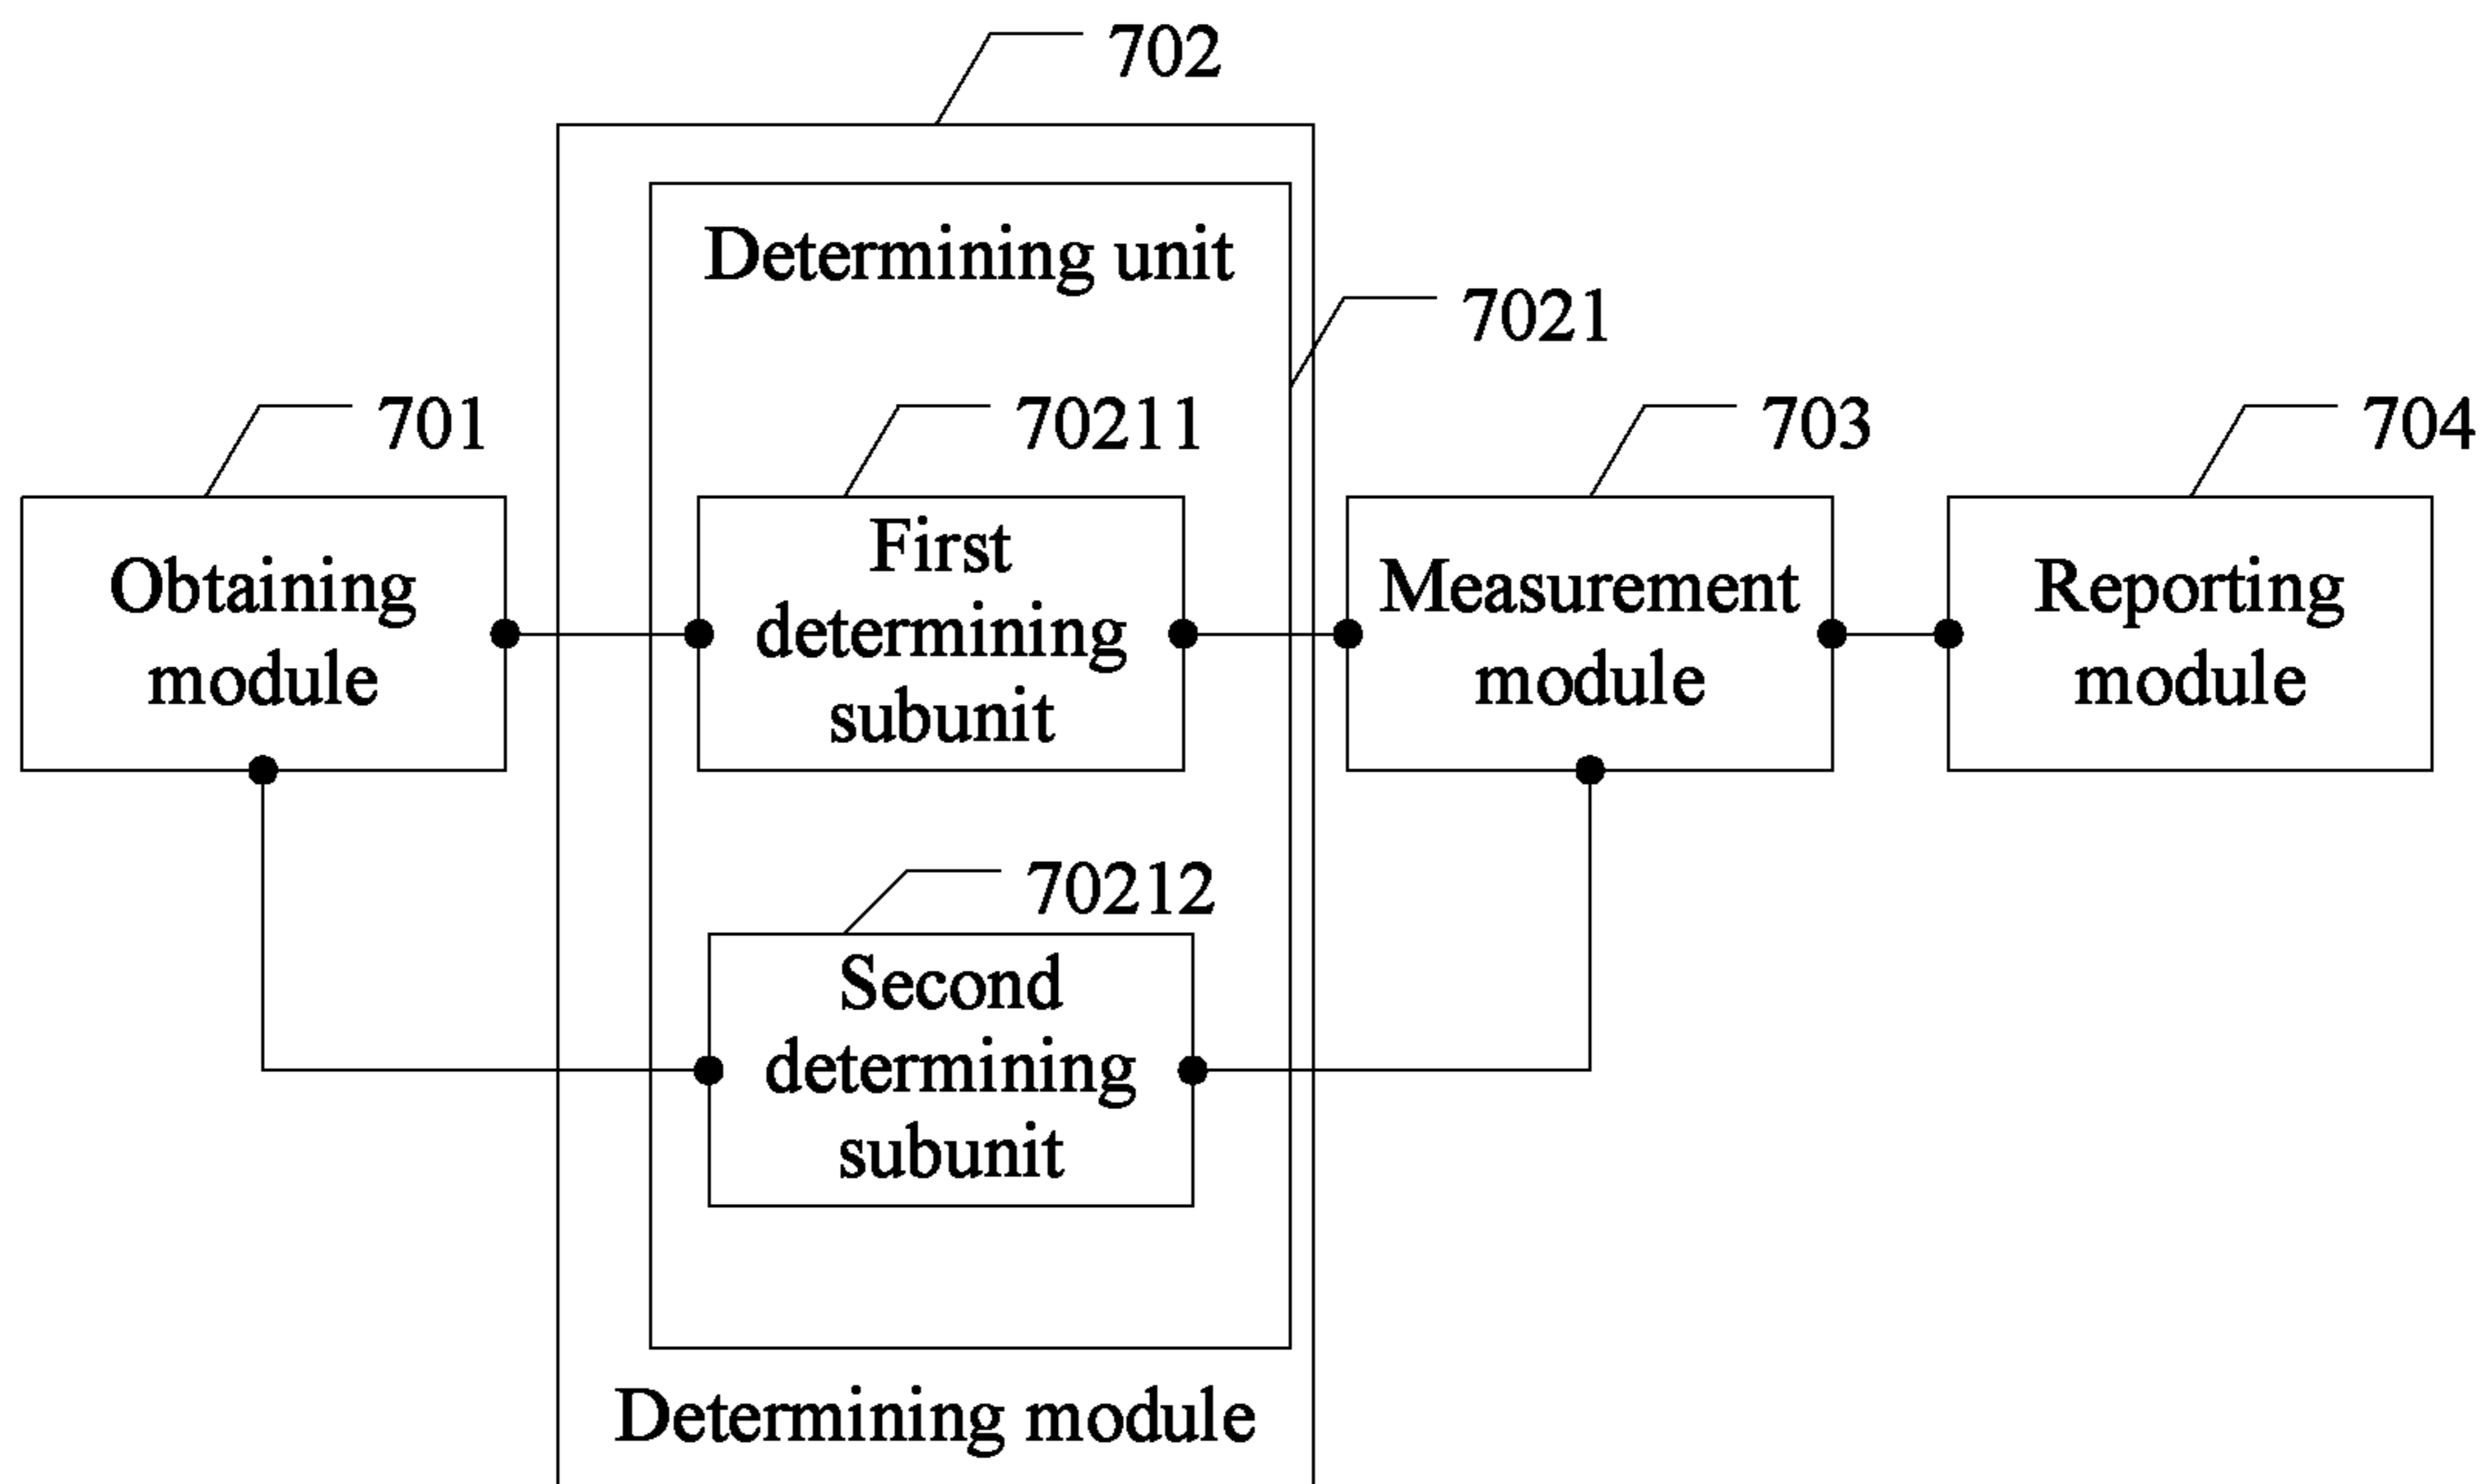 702
Determining unit
7021
701
70211
703
704
Obtaining
module
First
determining
subunit
Measurement
module
Reporting
module
70212
Second
determining
subunit
Determining module